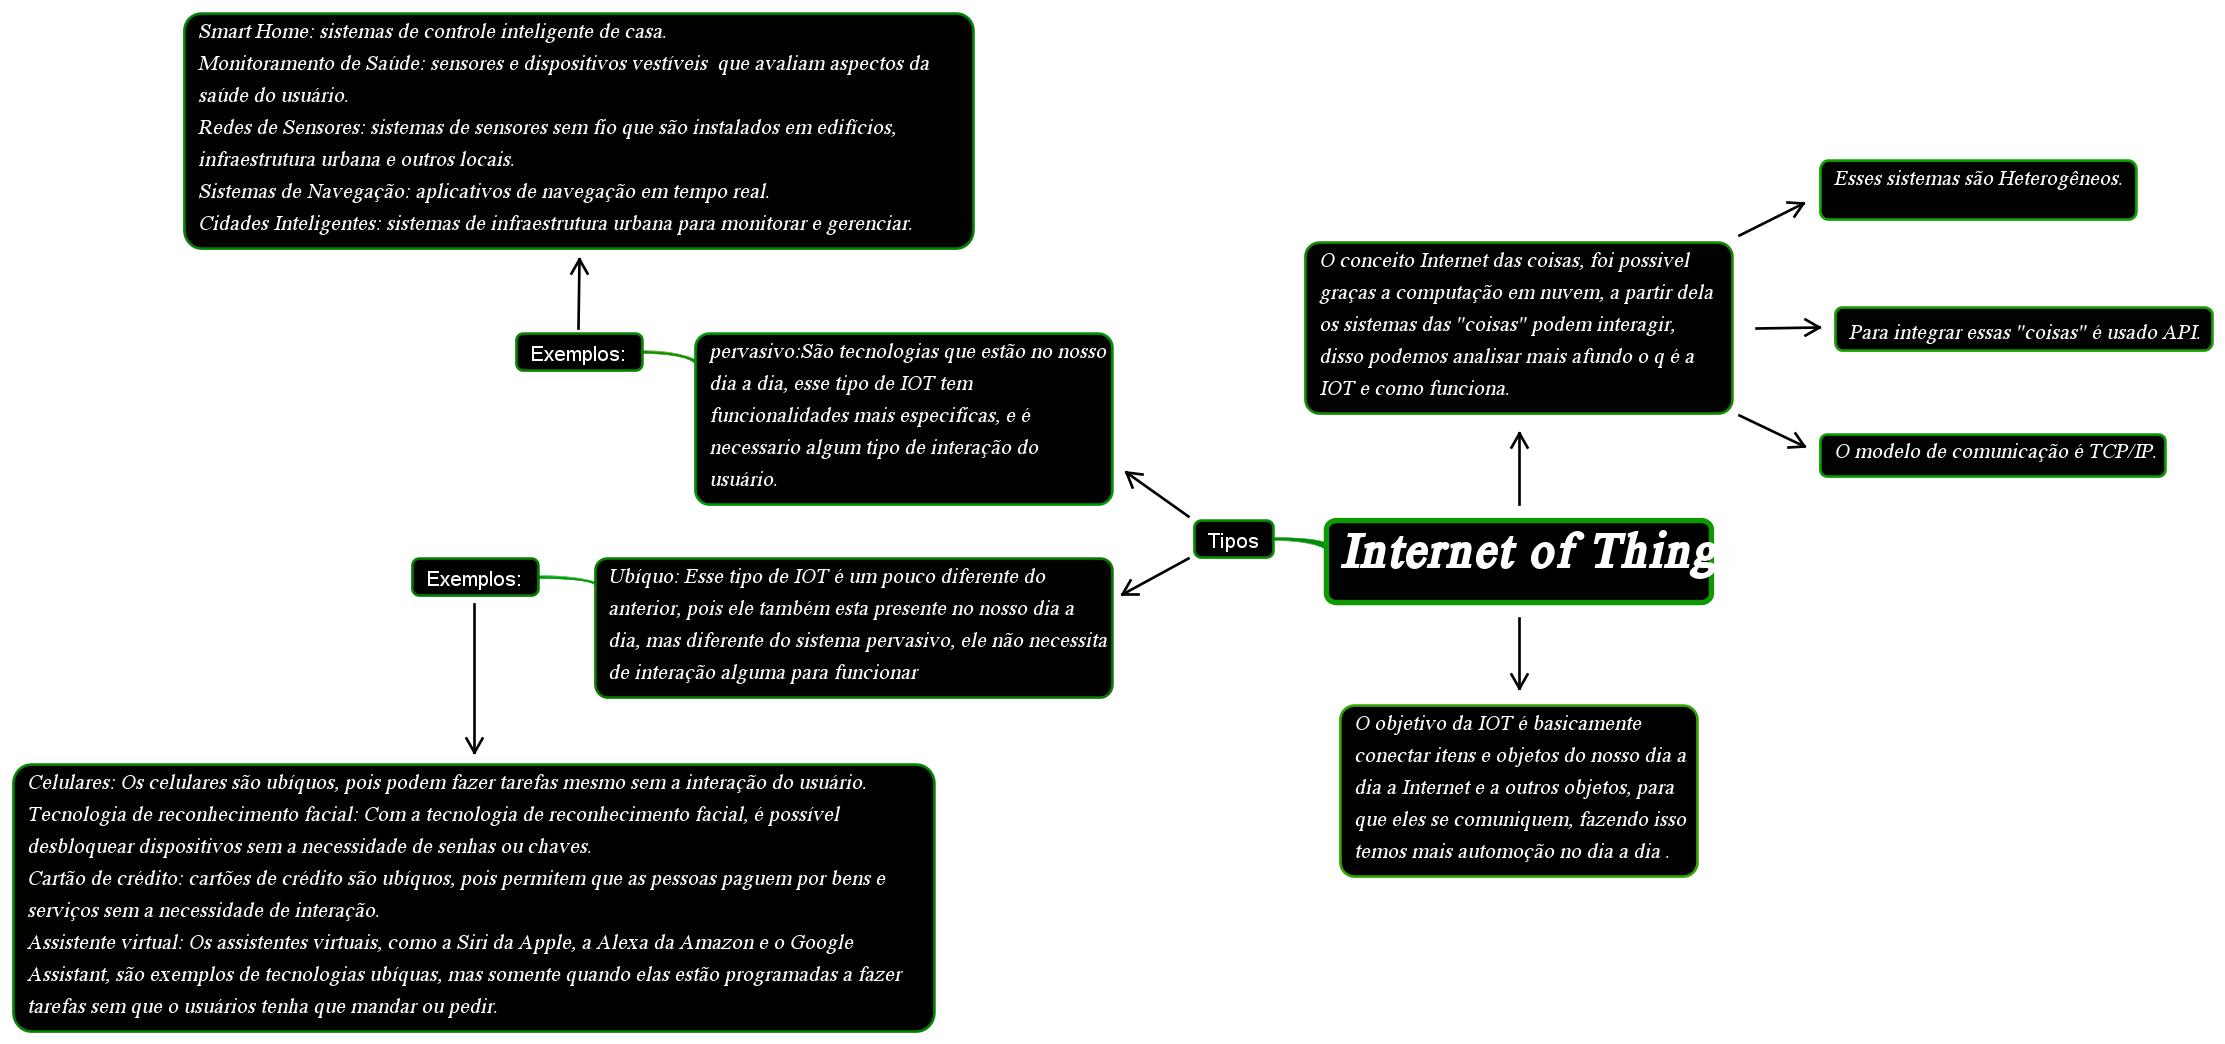 Smart Home: sistemas de controle inteligente de casa.
Monitoramento de Saúde: sensores e dispositivos vestíveis  que avaliam aspectos da
saúde do usuário.
Redes de Sensores: sistemas de sensores sem fio que são instalados em edifícios,
infraestrutura urbana e outros locais.
Sistemas de Navegação: aplicativos de navegação em tempo real.
Cidades Inteligentes: sistemas de infraestrutura urbana para monitorar e gerenciar.
Exemplos:
pervasivo:São tecnologias que estão no nosso
dia a dia, esse tipo de IOT tem
funcionalidades mais especificas, e é
necessario algum tipo de interação do
usuário.
Esses sistemas são Heterogêneos.
O conceito Internet das coisas, foi possivel
graças a computação em nuvem, a partir dela
os sistemas das "coisas" podem interagir,
disso podemos analisar mais afundo o q é a
IOT e como funciona.
Para integrar essas "coisas" é usado API.
O modelo de comunicação é TCP/IP.
Tipos
Internet of Thing
Exemplos:
Ubíquo: Esse tipo de IOT é um pouco diferente do
anterior, pois ele também esta presente no nosso dia a
dia, mas diferente do sistema pervasivo, ele não necessita
de interação alguma para funcionar
O objetivo da IOT é basicamente
conectar itens e objetos do nosso dia a
dia a Internet e a outros objetos, para
que eles se comuniquem, fazendo isso
temos mais automoção no dia a dia .
Celulares: Os celulares são ubíquos, pois podem fazer tarefas mesmo sem a interação do usuário.
Tecnologia de reconhecimento facial: Com a tecnologia de reconhecimento facial, é possível
desbloquear dispositivos sem a necessidade de senhas ou chaves.
Cartão de crédito: cartões de crédito são ubíquos, pois permitem que as pessoas paguem por bens e
serviços sem a necessidade de interação.
Assistente virtual: Os assistentes virtuais, como a Siri da Apple, a Alexa da Amazon e o Google
Assistant, são exemplos de tecnologias ubíquas, mas somente quando elas estão programadas a fazer
tarefas sem que o usuários tenha que mandar ou pedir.